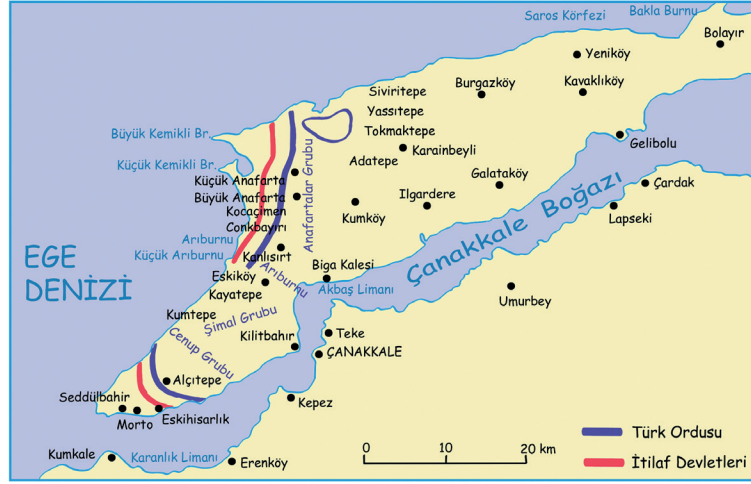 Saros Körfezi
Bakla Burnu
Bolayır
Yeniköy
Burgazköy
Kavaklıköy
Siviritepe
Yassıtepe
Tokmaktepe
Karainbeyli
Adatepe
Gelibolu
Büyük Kemikli Br.
Küçük Kemikli Br.
Anafartalar Grubu
Küçük Anafarta
Büyük Anafarta
Kocaçimen
Conkbayırı
Galataköy
Ilgardere
Kumköy
Çardak
Lapseki
Çanakkale Boğazı
Arıburnu
Küçük Arıburnu
Kanlısırt
Arıburnu
EGE
DENİZİ
Biga Kalesi
Eskiköy
Kayatepe
Akbaş Limanı
Umurbey
Kumtepe
Şimal Grubu
Kilitbahır
Teke
ÇANAKKALE
Cenup Grubu
Alçıtepe
Seddülbahir
Morto
Eskihisarlık
Kepez
Kumkale
Karanlık Limanı
Erenköy
0 10 20 km
Türk Ordusu
İtilaf Devletleri